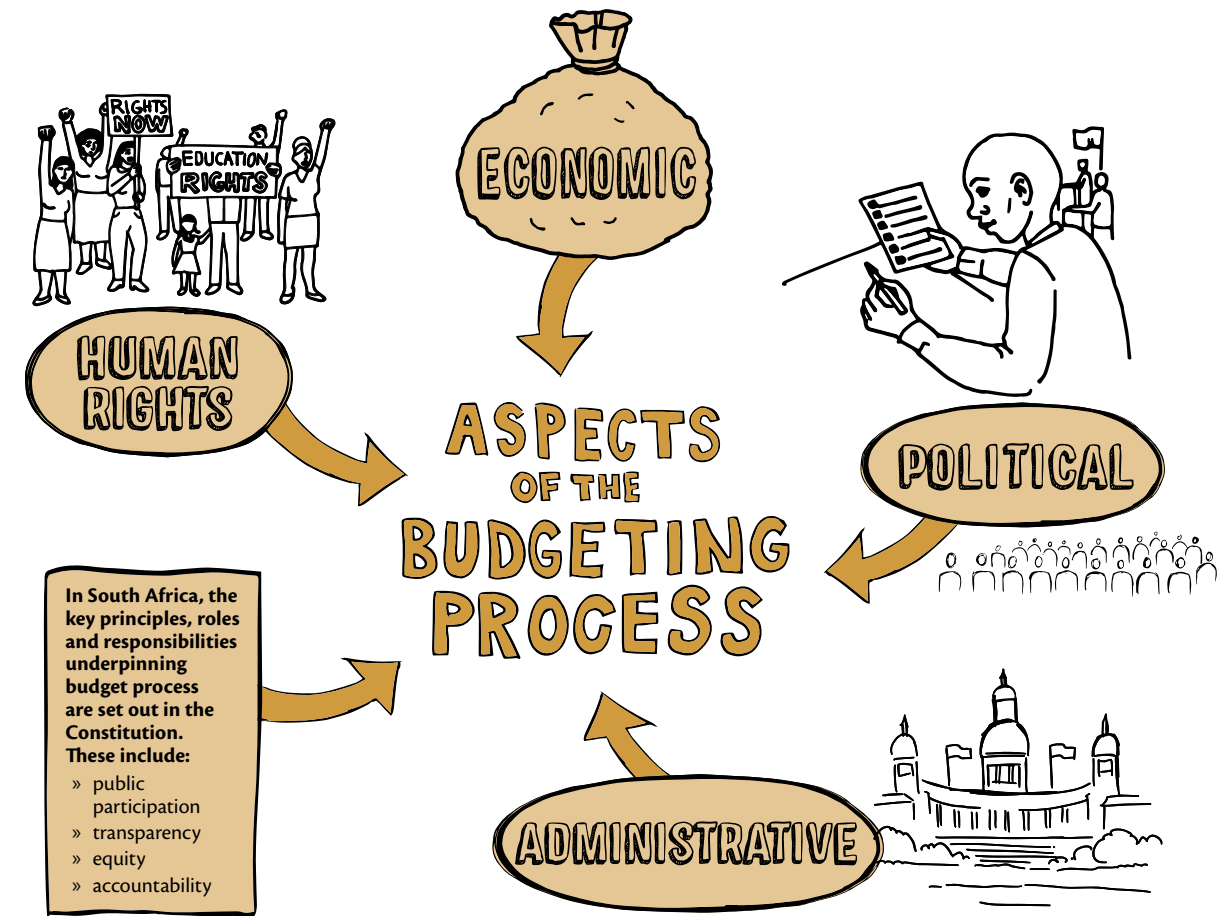 RIGHTS
NOW
EDUCATION
RIGHTS
ECONOMIC
HUMAN
RIGHTS
ASPECTS
OF THE
BUDGETING
PROCESS
POLITICAL
In South Africa, the
key principles, roles
and responsibilities
underpinning
budget process
are set out in the
Constitution.
These include:
» public
participation
» transparency
» equity
» accountability
ADMINISTRATIVE